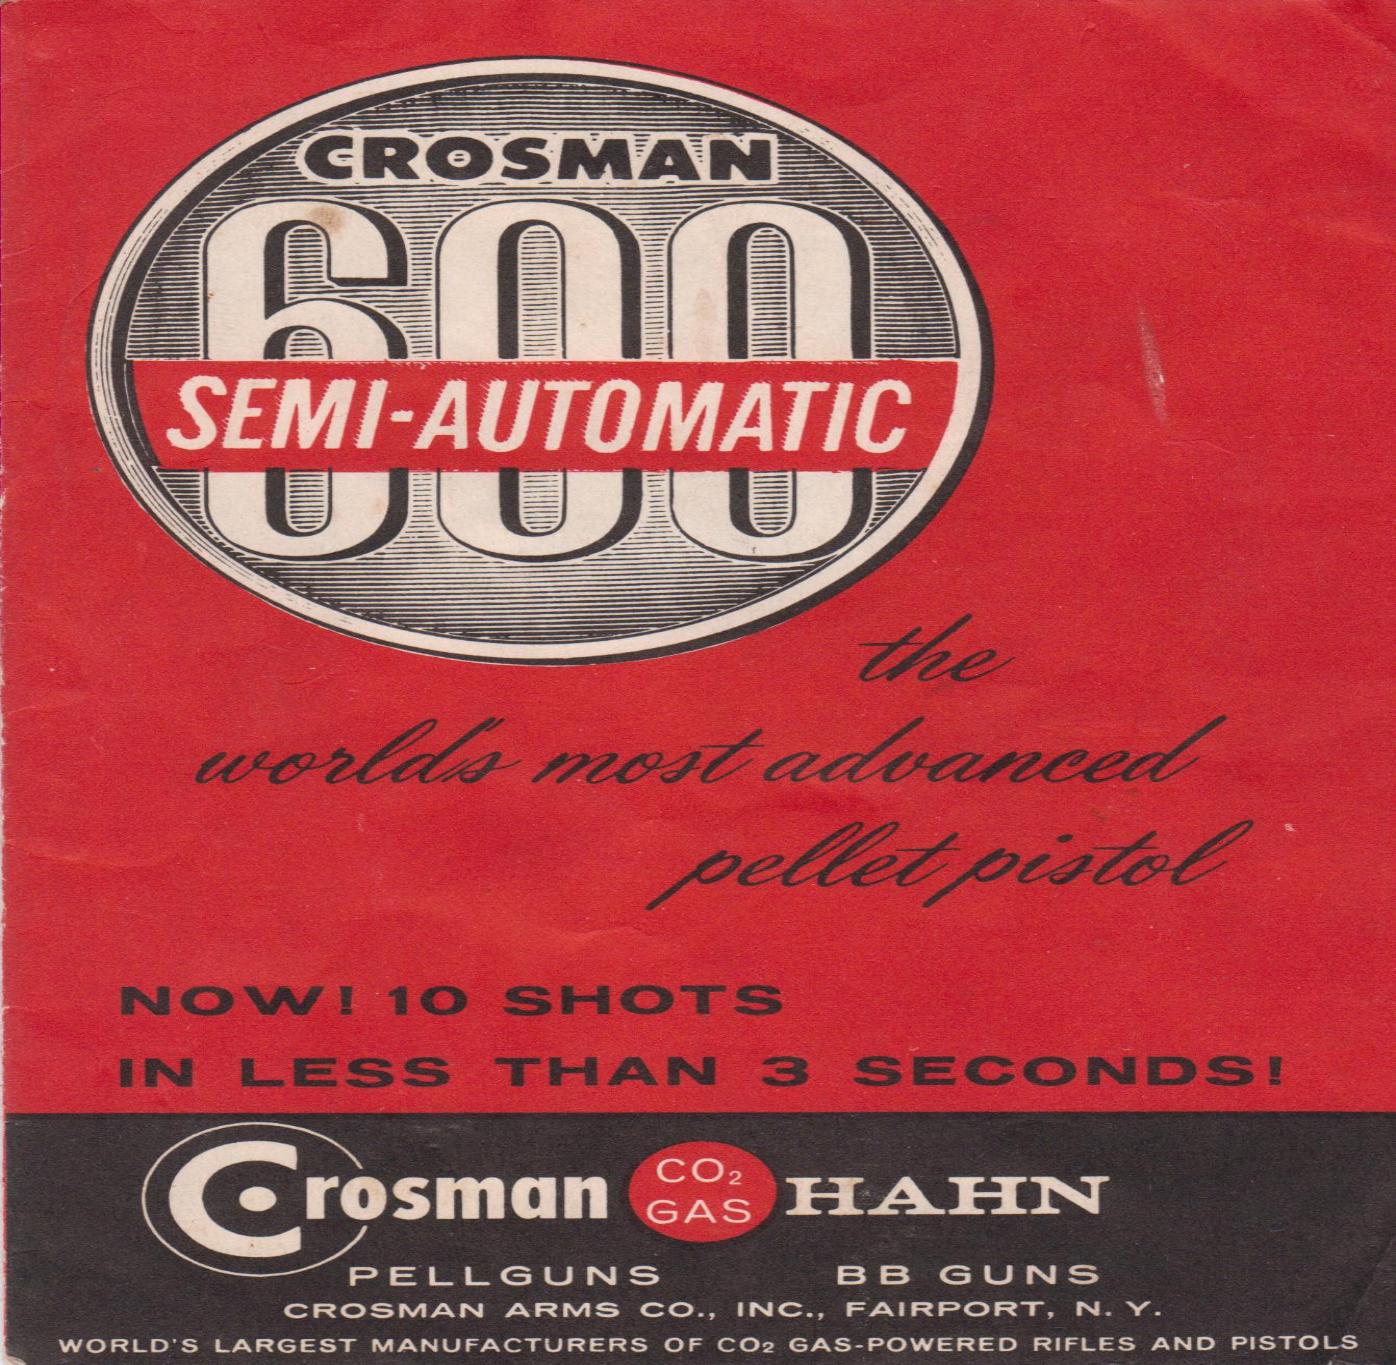 CROSMAN
600
SEMI-AUTOMATIC
the
world's most advanced
pellet pistol
NOW! 10 SHOTS
IN LESS THAN 3 SECONDS!
Crosman CO₂ GAS HAHN
PELLGUNS BB GUNS
CROSMAN ARMS CO., INC., FAIRPORT, N. Y.
WORLD'S LARGEST MANUFACTURERS OF CO₂ GAS-POWERED RIFLES AND PISTOLS